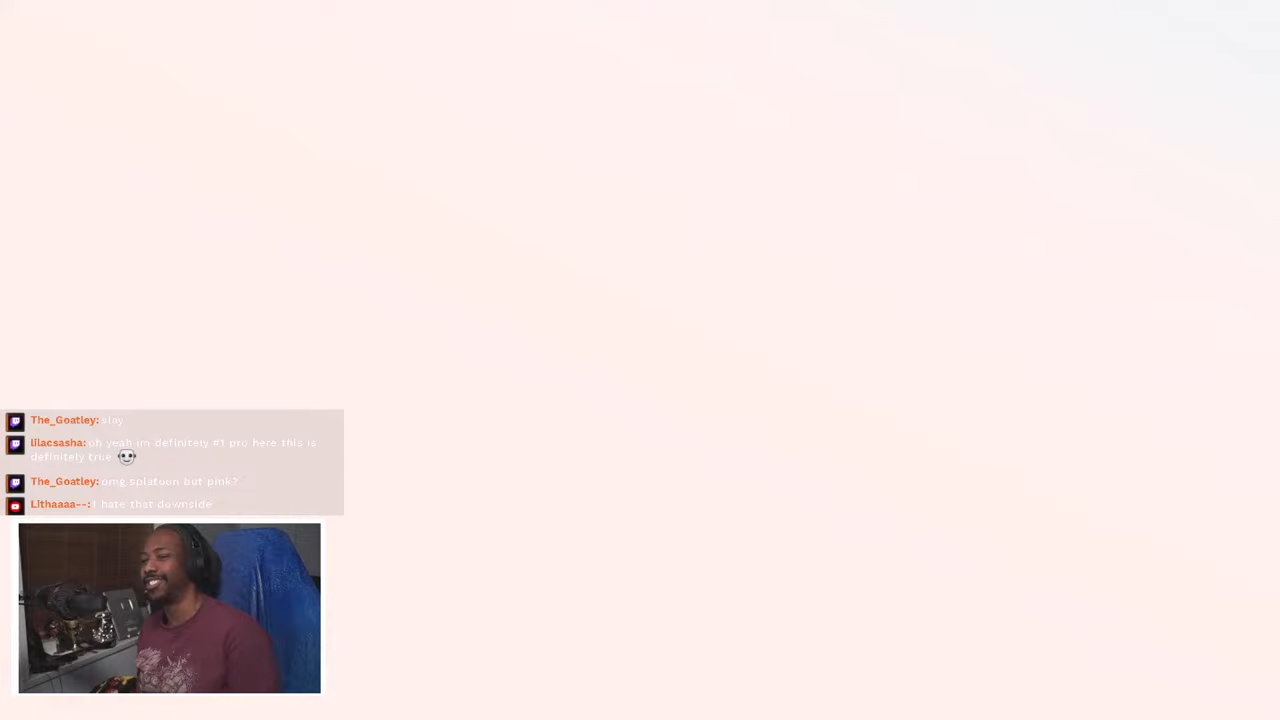 The_Goatley: slay
lilacsasha: oh yeah im definitely #1 pro here this is
definitely true
The_Goatley: omg splatoon but pink?
Lithaaaa--: I hate that downside